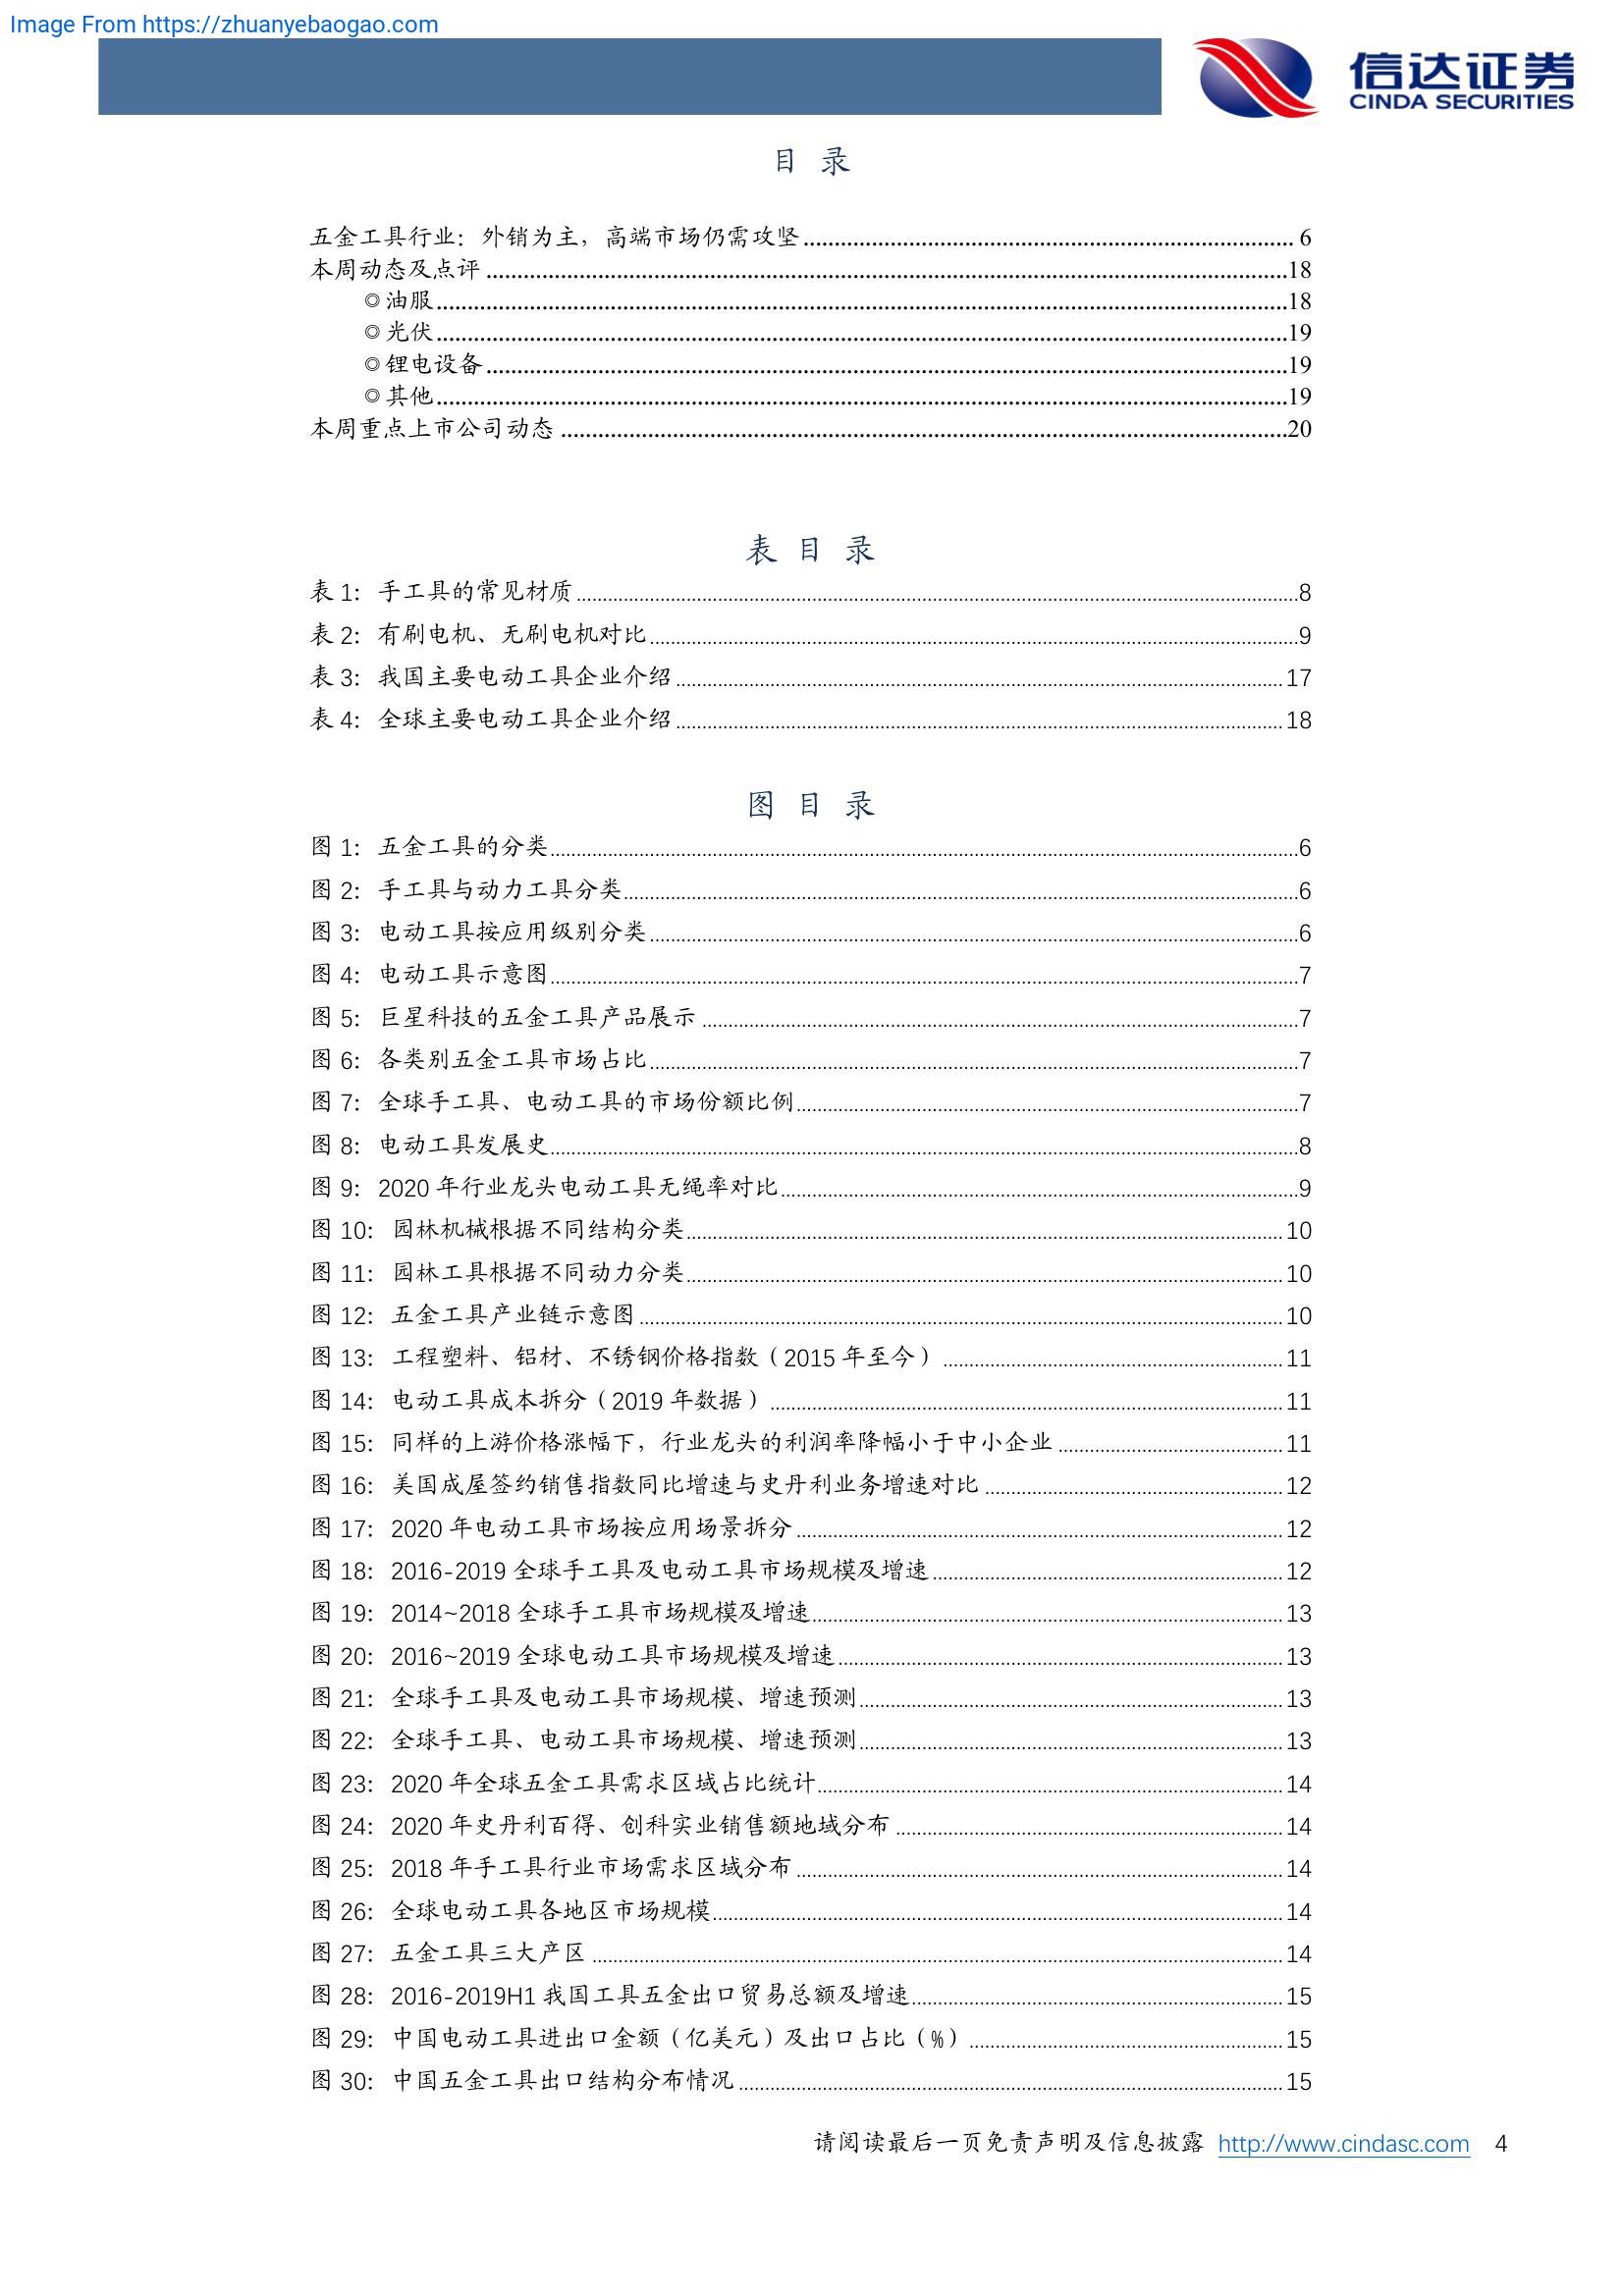 Image From https://zhuanyebaogao.com
信达证券
CINDA SECURITIES
目 录
五金工具行业：外销为主，高端市场仍需攻坚 6
本周动态及点评 18
◎油服 18
◎光伏 19
◎锂电设备 19
◎其他 19
本周重点上市公司动态 20
表 目 录
表 1：手工具的常见材质 8
表 2：有刷电机、无刷电机对比 9
表 3：我国主要电动工具企业介绍 17
表 4：全球主要电动工具企业介绍 18
图 目 录
图 1：五金工具的分类 6
图 2：手工具与动力工具分类 6
图 3：电动工具按应用级别分类 6
图 4：电动工具示意图 7
图 5：巨星科技的五金工具产品展示 7
图 6：各类别五金工具市场占比 7
图 7：全球手工具、电动工具的市场份额比例 7
图 8：电动工具发展史 8
图 9：2020 年行业龙头电动工具无绳率对比 9
图 10：园林机械根据不同结构分类 10
图 11：园林工具根据不同动力分类 10
图 12：五金工具产业链示意图 10
图 13：工程塑料、铝材、不锈钢价格指数（2015 年至今） 11
图 14：电动工具成本拆分（2019 年数据） 11
图 15：同样的上游价格涨幅下，行业龙头的利润率降幅小于中小企业 11
图 16：美国成屋签约销售指数同比增速与史丹利业务增速对比 12
图 17：2020 年电动工具市场按应用场景拆分 12
图 18：2016-2019 全球手工具及电动工具市场规模及增速 12
图 19：2014~2018 全球手工具市场规模及增速 13
图 20：2016~2019 全球电动工具市场规模及增速 13
图 21：全球手工具及电动工具市场规模、增速预测 13
图 22：全球手工具、电动工具市场规模、增速预测 13
图 23：2020 年全球五金工具需求区域占比统计 14
图 24：2020 年史丹利百得、创科实业销售额地域分布 14
图 25：2018 年手工具行业市场需求区域分布 14
图 26：全球电动工具各地区市场规模 14
图 27：五金工具三大产区 14
图 28：2016-2019H1 我国工具五金出口贸易总额及增速 15
图 29：中国电动工具进出口金额（亿美元）及出口占比（%） 15
图 30：中国五金工具出口结构分布情况 15
请阅读最后一页免责声明及信息披露 http://www.cindasc.com 4